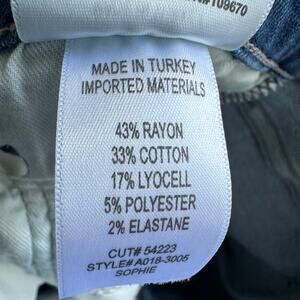 #109670
MADE IN TURKEY
IMPORTED MATERIALS
43% RAYON
33% COTTON
17% LYOCELL
5% POLYESTER
2% ELASTANE
CUT# 54223
STYLE# A018-3005
SOPHIE